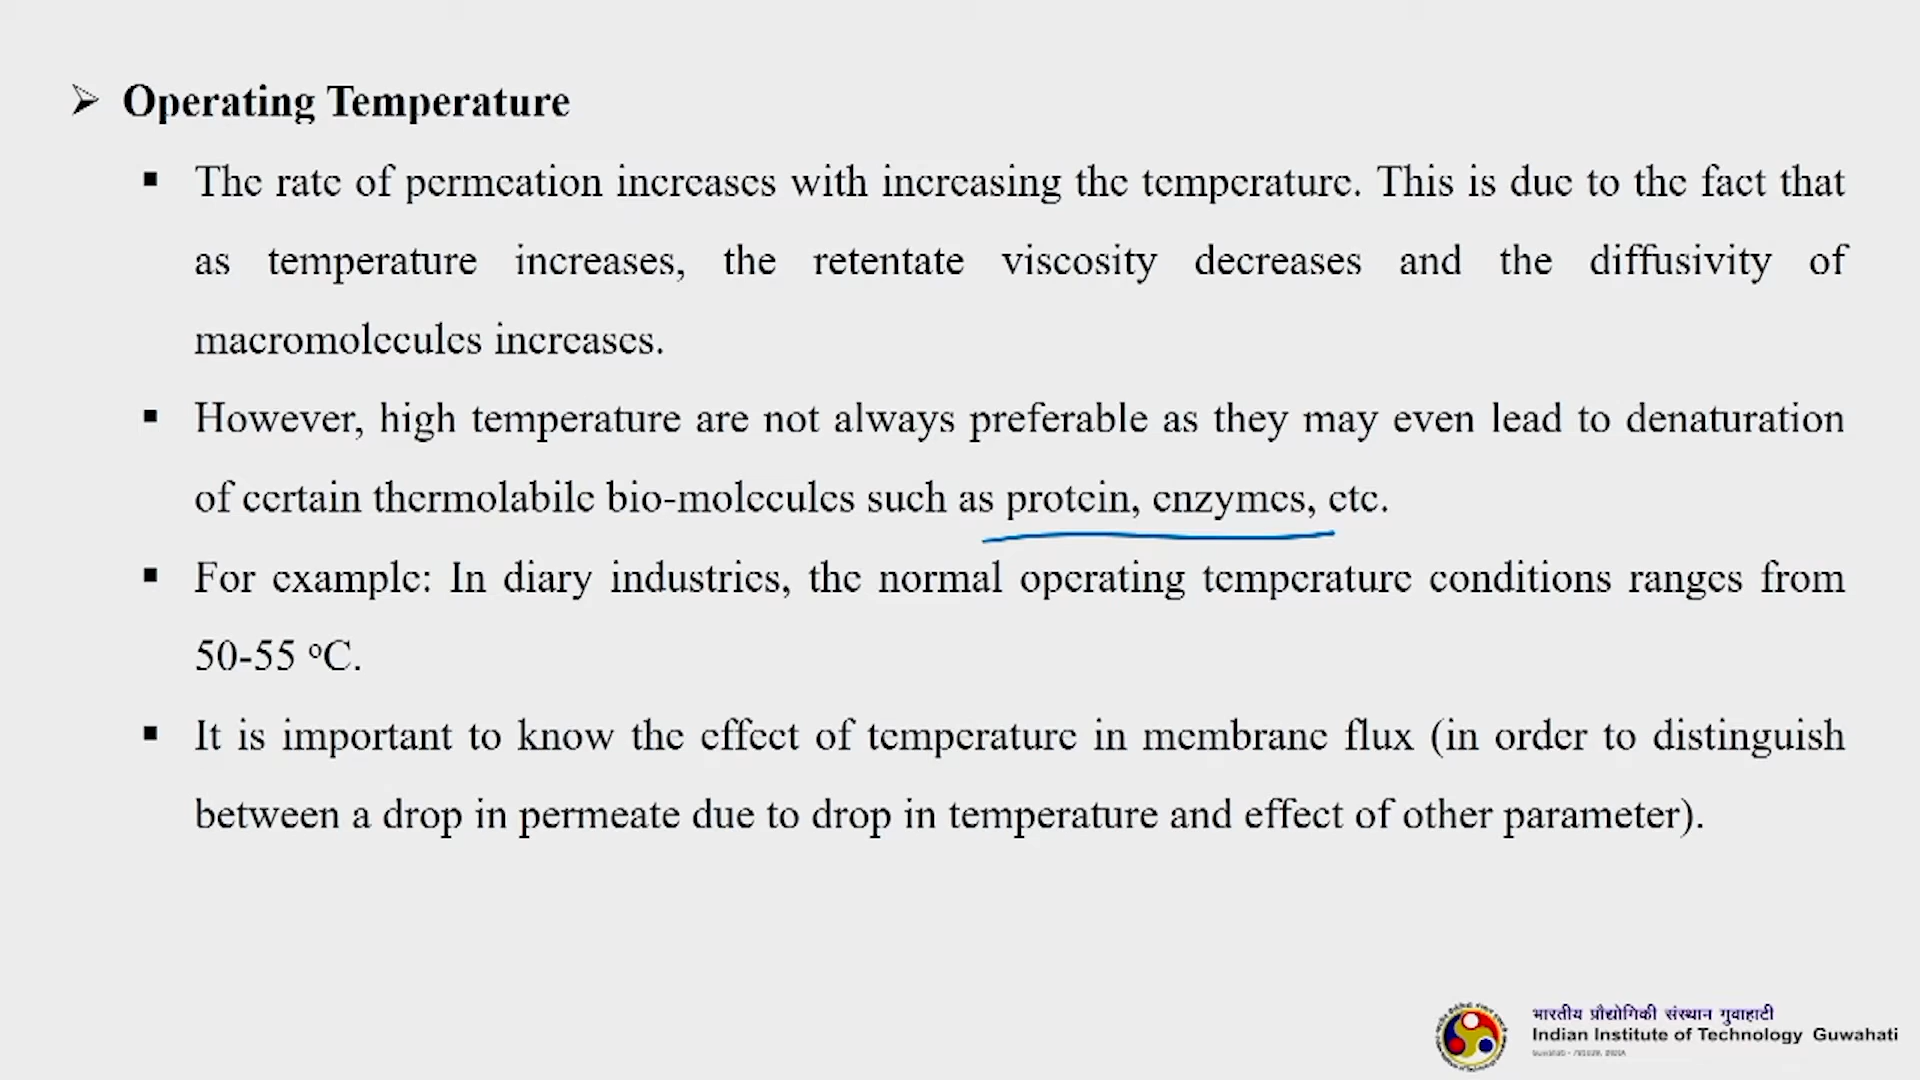 Operating Temperature
The rate of permeation increases with increasing the temperature. This is due to the fact that
as temperature increases, the retentate viscosity decreases and the diffusivity of
macromolecules increases.
However, high temperature are not always preferable as they may even lead to denaturation
of certain thermolabile bio-molecules such as protein, enzymes, etc.
For example: In diary industries, the normal operating temperature conditions ranges from
50-55 ᵒC.
It is important to know the effect of temperature in membrane flux (in order to distinguish
between a drop in permeate due to drop in temperature and effect of other parameter).
भारतीय प्रौद्योगिकी संस्थान गुवाहाटी
Indian Institute of Technology Guwahati